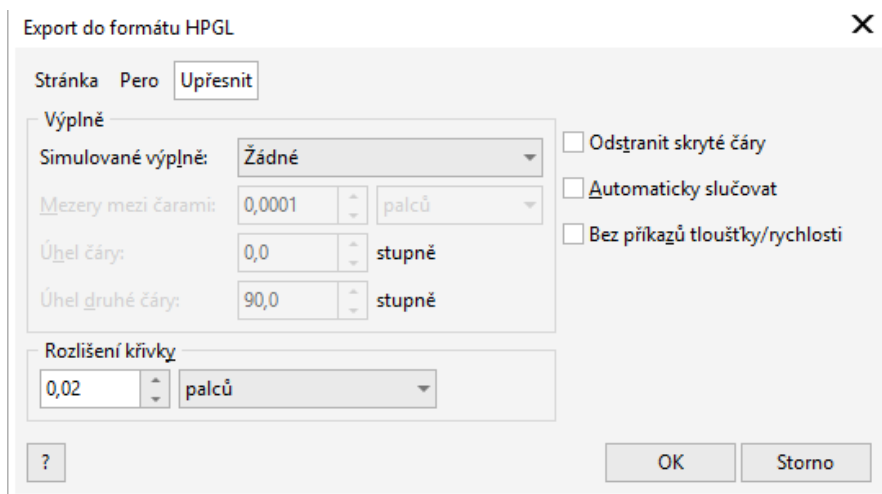 Export do formátu HPGL
Stránka Pero Upřesnit
Výplně
Simulované výplně: Žádné
Mezery mezi čarami: 0,0001 palců
Úhel čáry: 0,0 stupně
Úhel druhé čáry: 90,0 stupně
Odstranit skryté čáry
Automaticky slučovat
Bez příkazů tloušťky/rychlosti
Rozlišení křivky
0,02 palců
? OK Storno